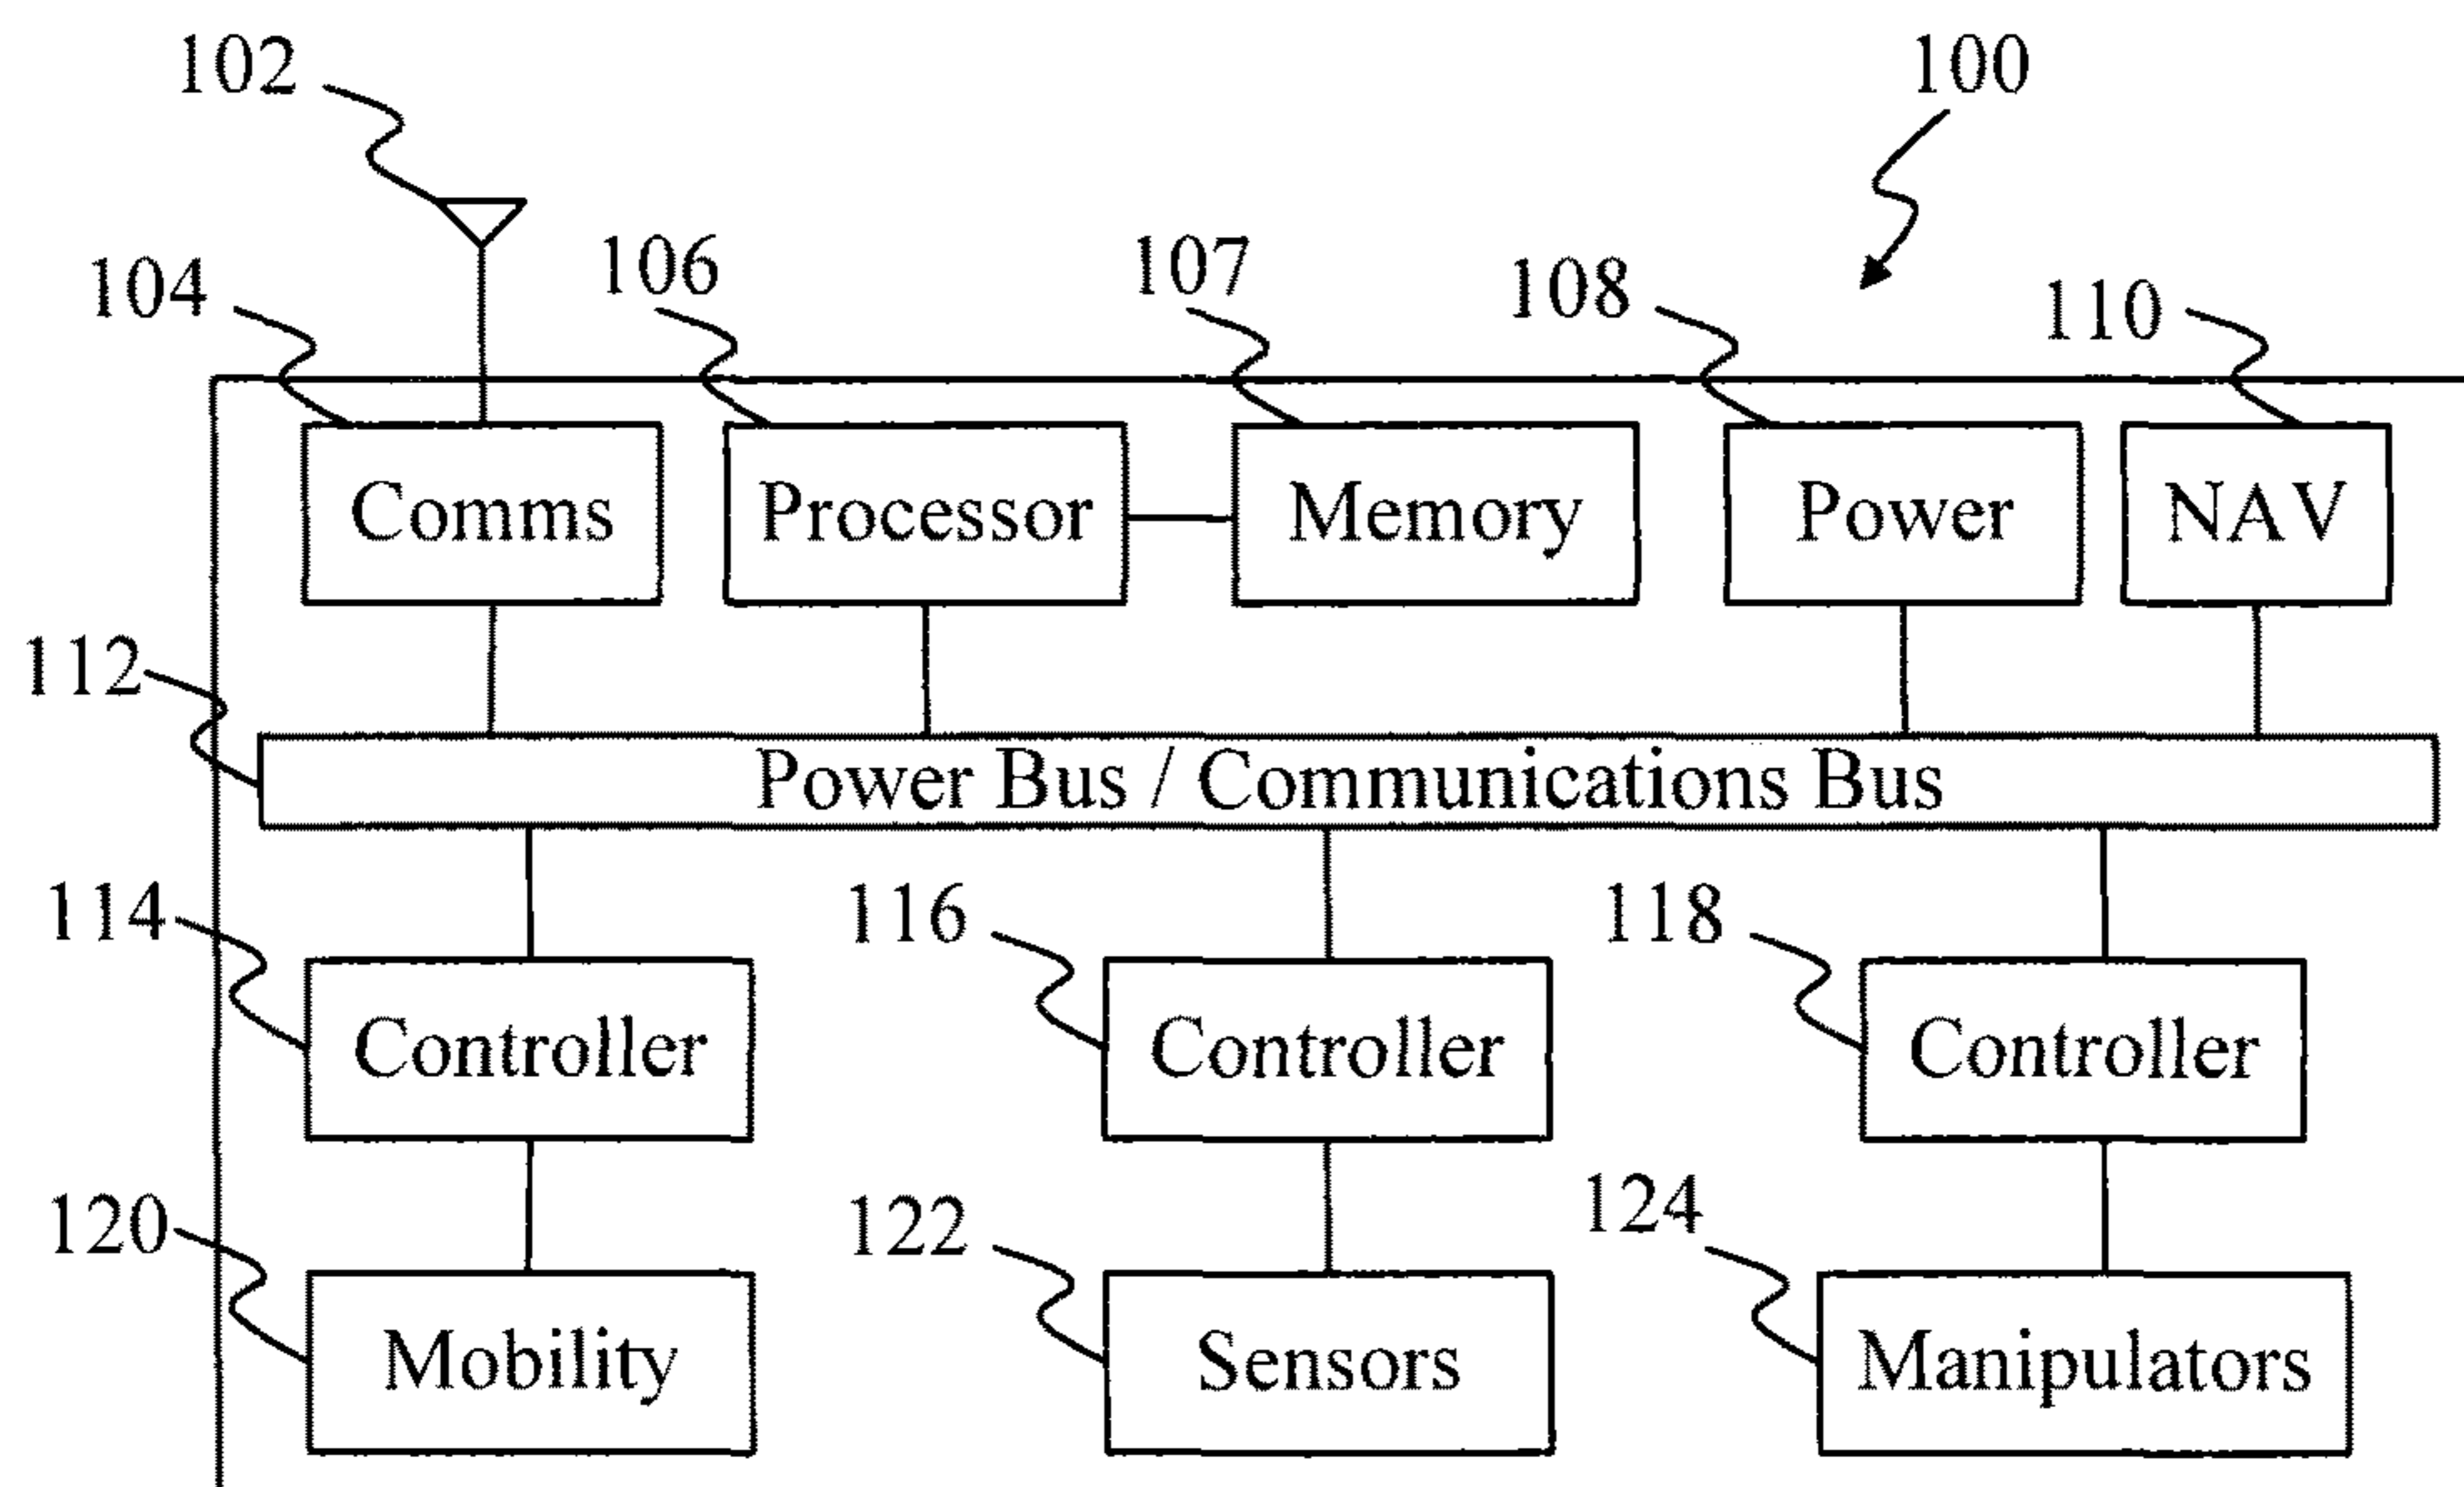 102
100
104
106
107
108
110
Comms
Processor
Memory
Power
NAV
112
Power Bus / Communications Bus
114
116
118
Controller
Controller
Controller
120
122
124
Mobility
Sensors
Manipulators